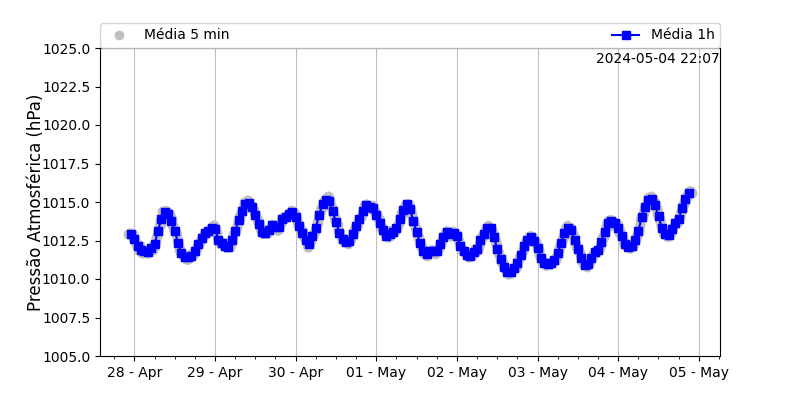 Média 5 min
Média 1h
2024-05-04 22:07
Pressão Atmosférica (hPa)
1025.0
1022.5
1020.0
1017.5
1015.0
1012.5
1010.0
1007.5
1005.0
28 - Apr
29 - Apr
30 - Apr
01 - May
02 - May
03 - May
04 - May
05 - May